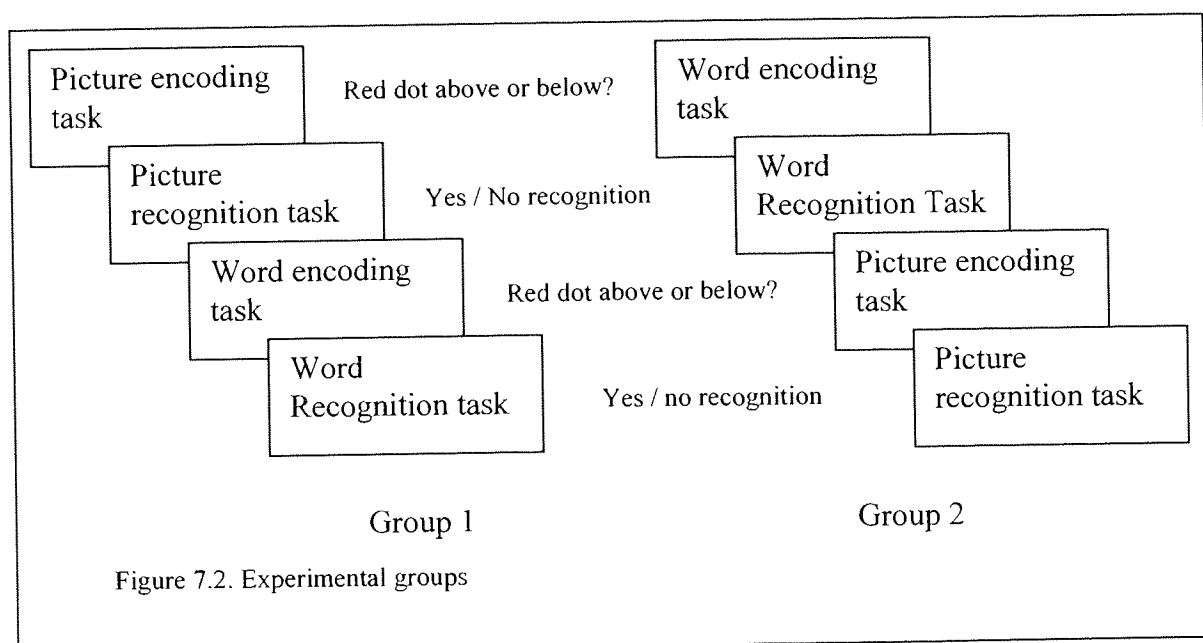 Picture encoding
task
Red dot above or below?
Word encoding
task
Picture
recognition task
Yes / No recognition
Word
Recognition Task
Word encoding
task
Red dot above or below?
Picture encoding
task
Word
Recognition task
Yes / no recognition
Picture
recognition task
Group 1
Group 2
Figure 7.2. Experimental groups